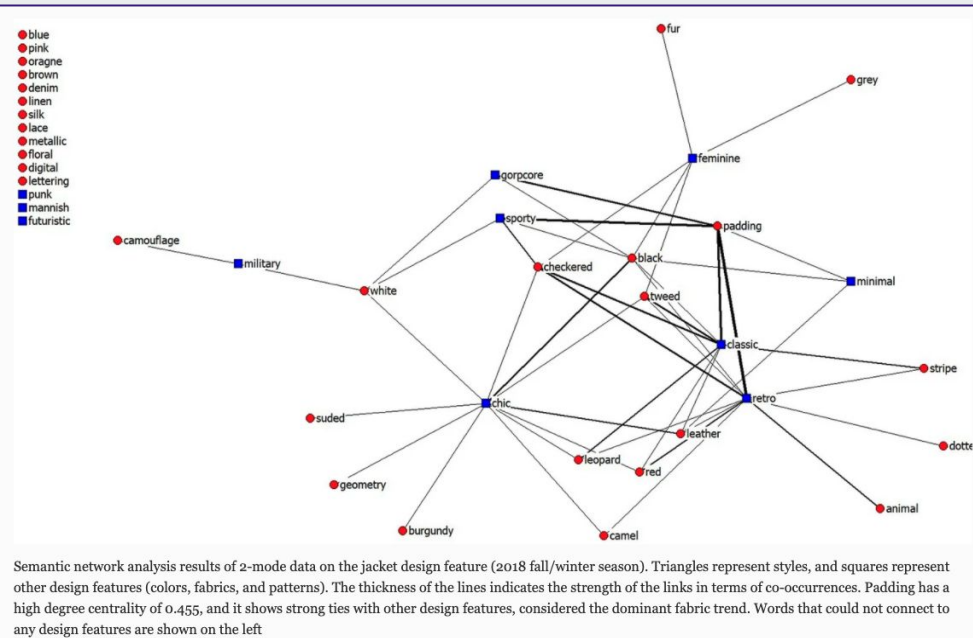 blue
pink
oragne
brown
denim
linen
silk
lace
metallic
floral
digital
lettering
punk
mannish
futuristic
fur
grey
feminine
gorpcore
sporty
padding
camouflage
military
black
checkered
white
tweed
minimal
classic
stripe
retro
chic
suded
leather
dotte
leopard
red
geometry
animal
burgundy
camel
Semantic network analysis results of 2-mode data on the jacket design feature (2018 fall/winter season). Triangles represent styles, and squares represent
other design features (colors, fabrics, and patterns). The thickness of the lines indicates the strength of the links in terms of co-occurrences. Padding has a
high degree centrality of 0.455, and it shows strong ties with other design features, considered the dominant fabric trend. Words that could not connect to
any design features are shown on the left